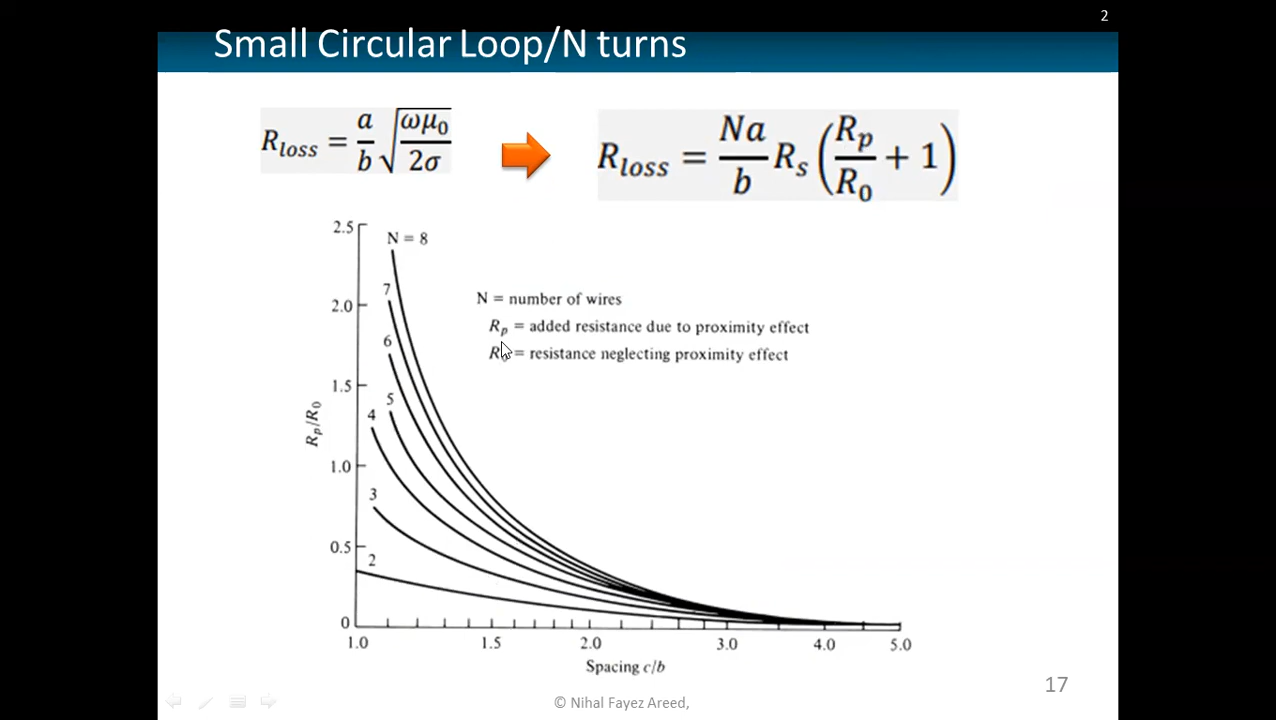 2
Small Circular Loop/N turns
R_loss = a/b √(ωμ₀/2σ)
R_loss = Na/b R_s (R_p/R_0 + 1)
2.5
N = 8
7
2.0
N = number of wires
R_p = added resistance due to proximity effect
6
R = resistance neglecting proximity effect
1.5
5
4
R_p/R_0
1.0
3
0.5
2
0
1.0 1.5 2.0 3.0 4.0 5.0
Spacing c/b
17
© Nihal Fayez Areed,